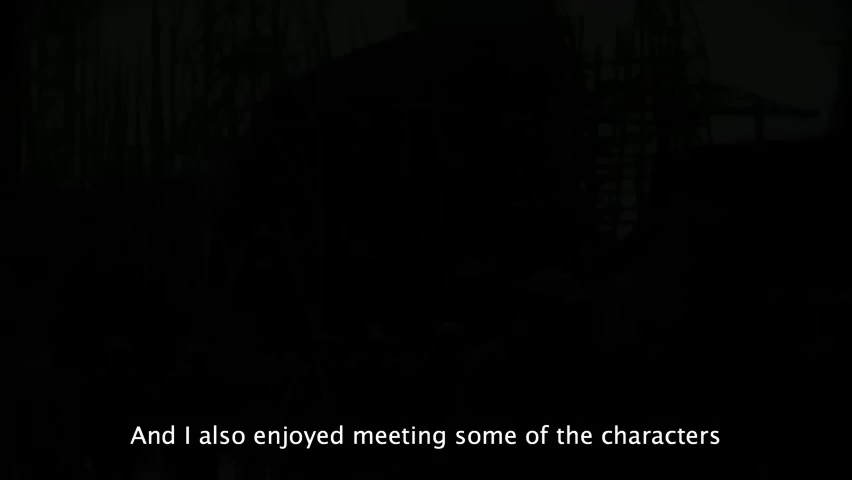 And I also enjoyed meeting some of the characters